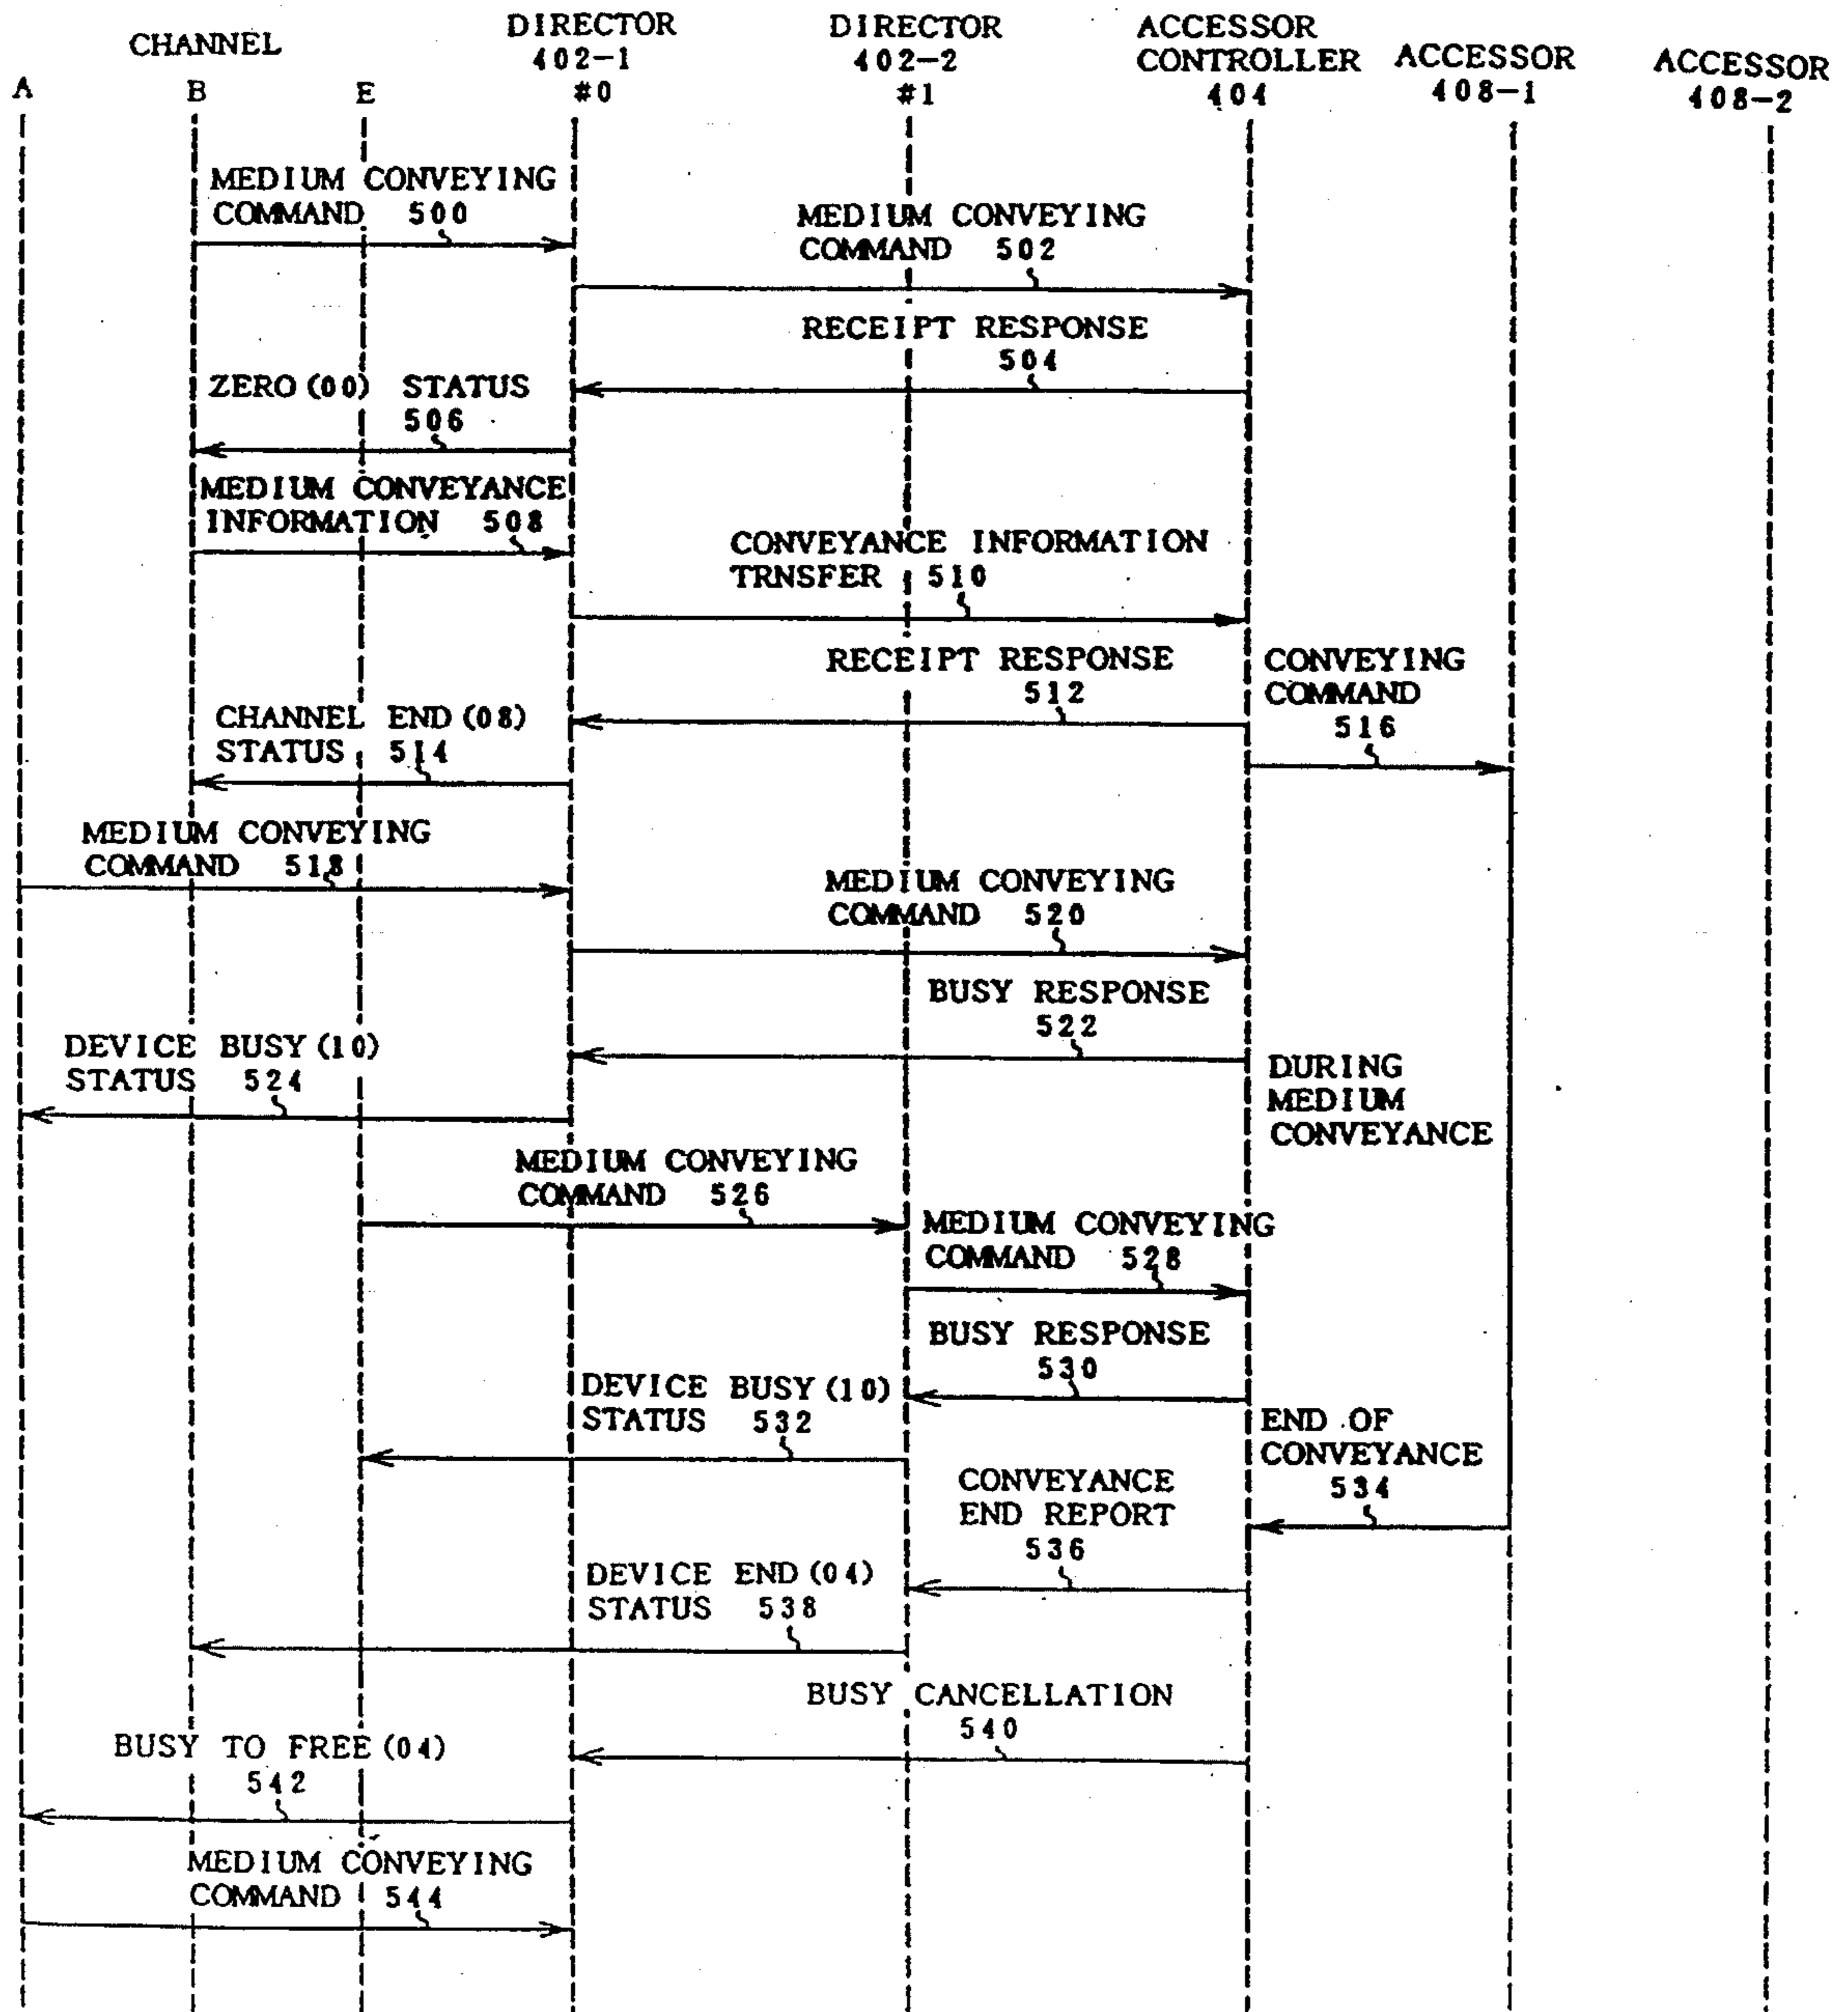 CHANNEL
DIRECTOR
402-1
#0
DIRECTOR
402-2
#1
ACCESSOR
CONTROLLER
404
ACCESSOR
408-1
ACCESSOR
408-2
A
B
E
MEDIUM CONVEYING
COMMAND 500
MEDIUM CONVEYING
COMMAND 502
RECEIPT RESPONSE
504
ZERO(00) STATUS
506
MEDIUM CONVEYANCE
INFORMATION 508
CONVEYANCE INFORMATION
TRNSFER 510
RECEIPT RESPONSE
512
CONVEYING
COMMAND
516
CHANNEL END(08)
STATUS 514
MEDIUM CONVEYING
COMMAND 518
MEDIUM CONVEYING
COMMAND 520
BUSY RESPONSE
522
DEVICE BUSY(10)
STATUS 524
DURING
MEDIUM
CONVEYANCE
MEDIUM CONVEYING
COMMAND 526
MEDIUM CONVEYING
COMMAND 528
BUSY RESPONSE
530
DEVICE BUSY(10)
STATUS 532
END OF
CONVEYANCE
534
CONVEYANCE
END REPORT
536
DEVICE END(04)
STATUS 538
BUSY CANCELLATION
540
BUSY TO FREE(04)
542
MEDIUM CONVEYING
COMMAND 544